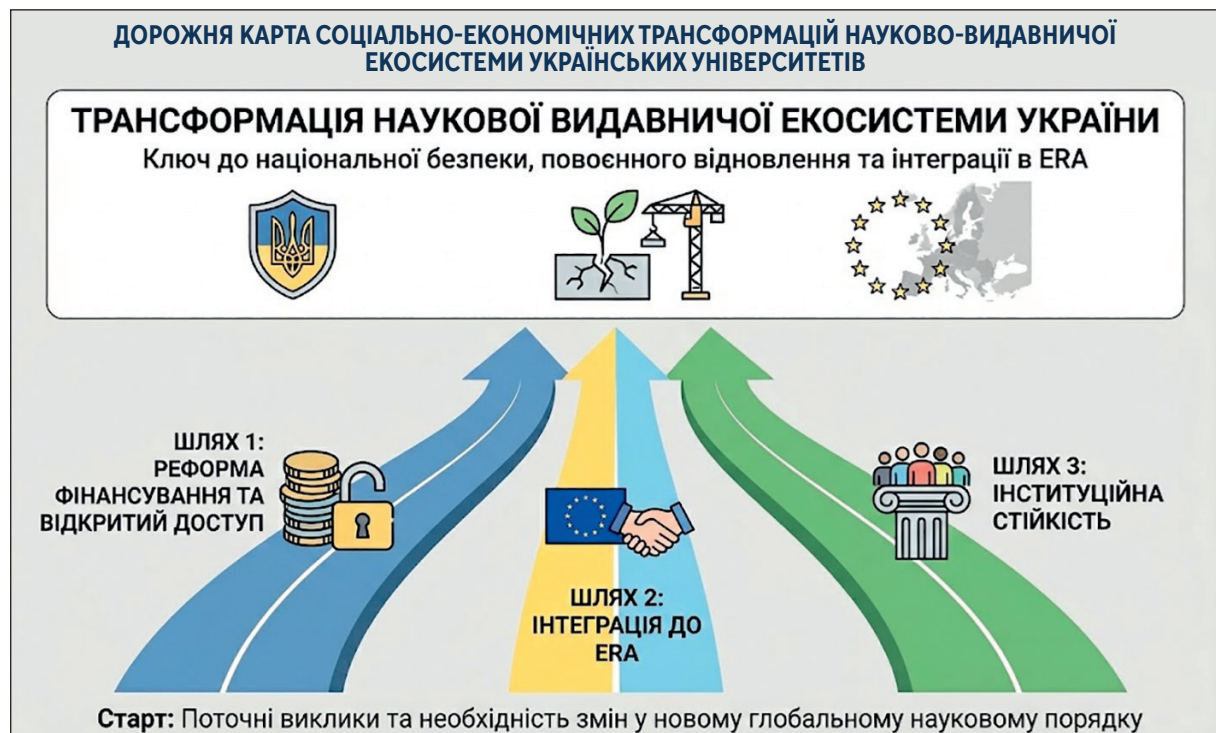 ДОРОЖНЯ КАРТА СОЦІАЛЬНО-ЕКОНОМІЧНИХ ТРАНСФОРМАЦІЙ НАУКОВО-ВИДАВНИЧОЇ
ЕКОСИСТЕМИ УКРАЇНСЬКИХ УНІВЕРСИТЕТІВ
ТРАНСФОРМАЦІЯ НАУКОВОЇ ВИДАВНИЧОЇ ЕКОСИСТЕМИ УКРАЇНИ
Ключ до національної безпеки, повоєнного відновлення та інтеграції в ERA
ШЛЯХ 1:
РЕФОРМА
ФІНАНСУВАННЯ ТА
ВІДКРИТИЙ ДОСТУП
ШЛЯХ 2:
ІНТЕГРАЦІЯ ДО
ERA
ШЛЯХ 3:
ІНСТИТУЦІЙНА
СТІЙКІСТЬ
Старт: Поточні виклики та необхідність змін у новому глобальному науковому порядку